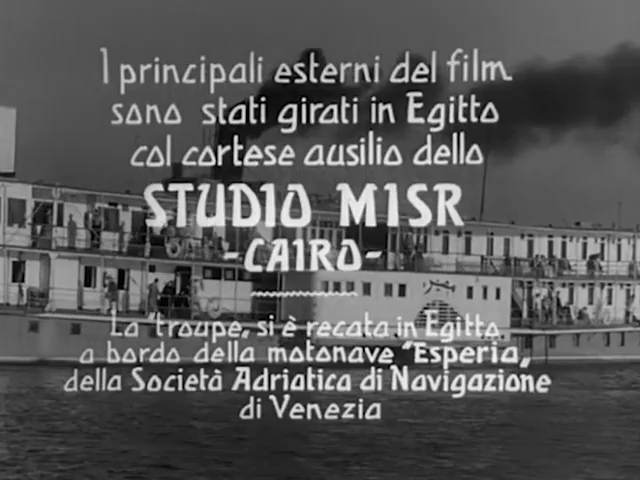 I principali esterni del film
sono stati girati in Egitto
col cortese ausilio dello
STUDIO MISR
-CAIRO-
La troupe, si è recata in Egitto
a bordo della motonave "Esperia„
della Società Adriatica di Navigazione
di Venezia